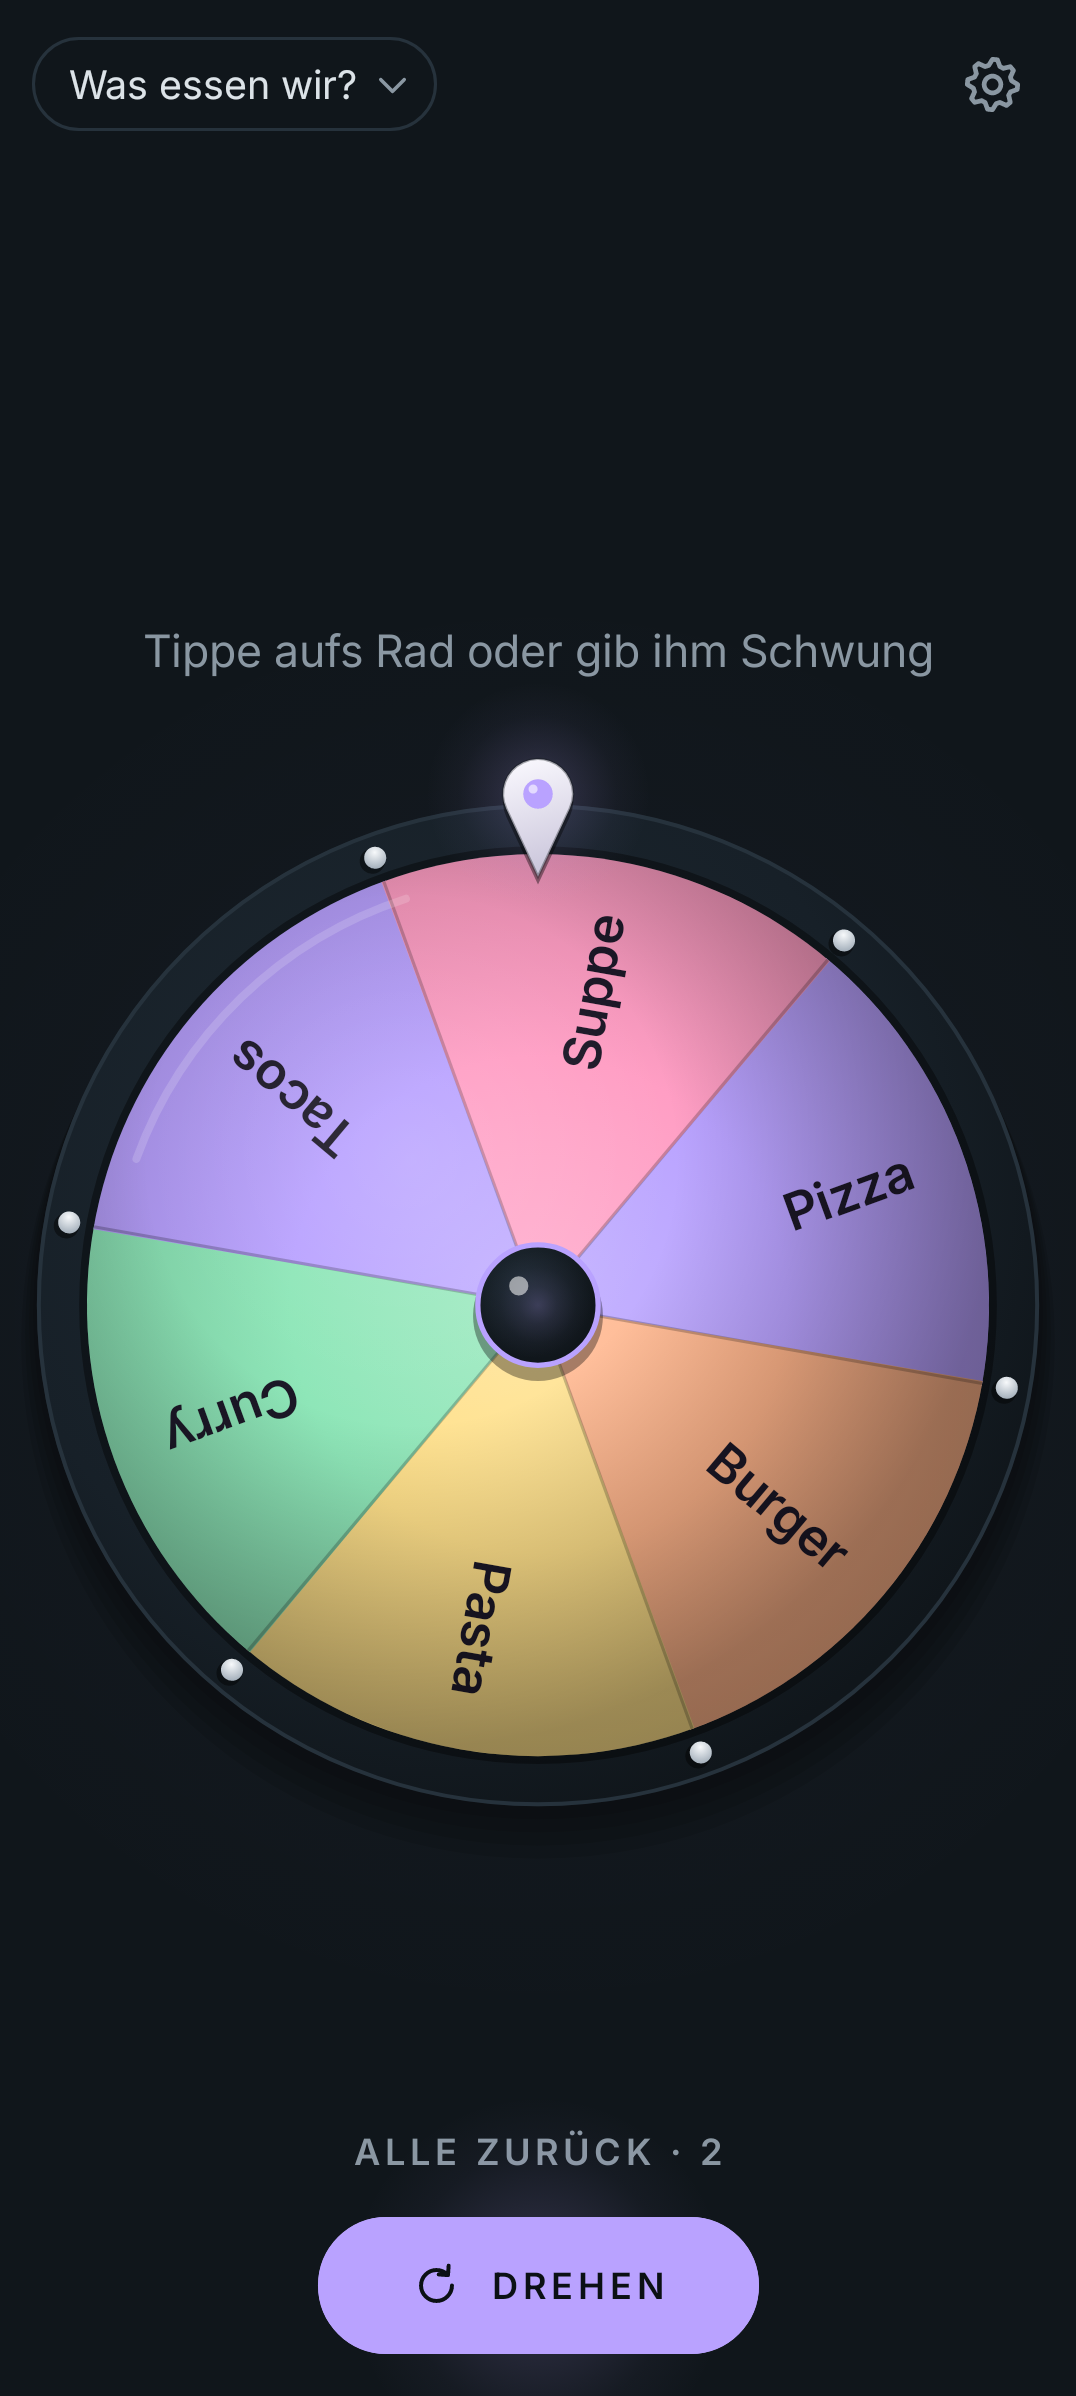 Was essen wir?
Tippe aufs Rad oder gib ihm Schwung
Suppe
Pizza
Burger
Pasta
Curry
Tacos
ALLE ZURÜCK · 2
DREHEN